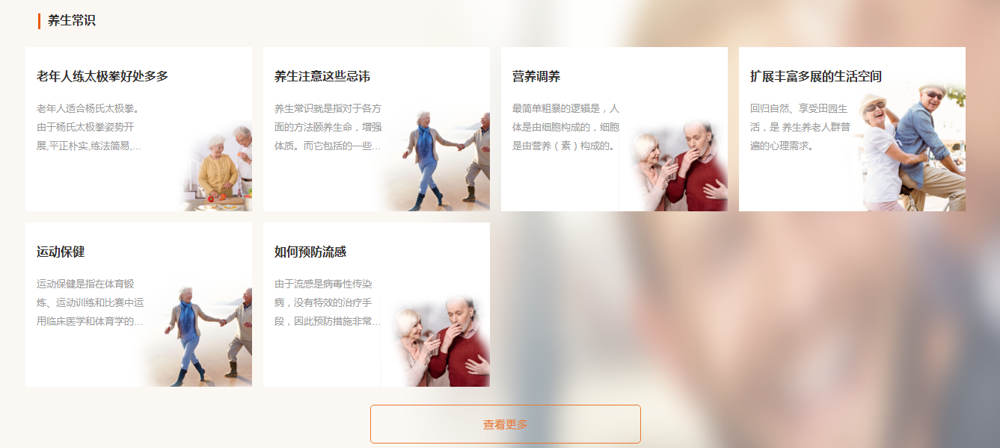 养生常识
老年人练太极拳好处多多
老年人适合杨氏太极拳。
由于杨氏太极拳姿势开
展,平正朴实,练法简易,...
养生注意这些忌讳
养生常识就是指对于各方
面的方法颐养生命，增强
体质。而它包括的一些...
营养调养
最简单粗暴的逻辑是，人
体是由细胞构成的，细胞
是由营养（素）构成的。
扩展丰富多展的生活空间
回归自然、享受田园生
活，是 养生养老人群普
遍的心理需求。
运动保健
运动保健是指在体育锻
炼、运动训练和比赛中运
用临床医学和体育学的...
如何预防流感
由于流感是病毒性传染
病，没有特效的治疗手
段，因此预防措施非常...
查看更多